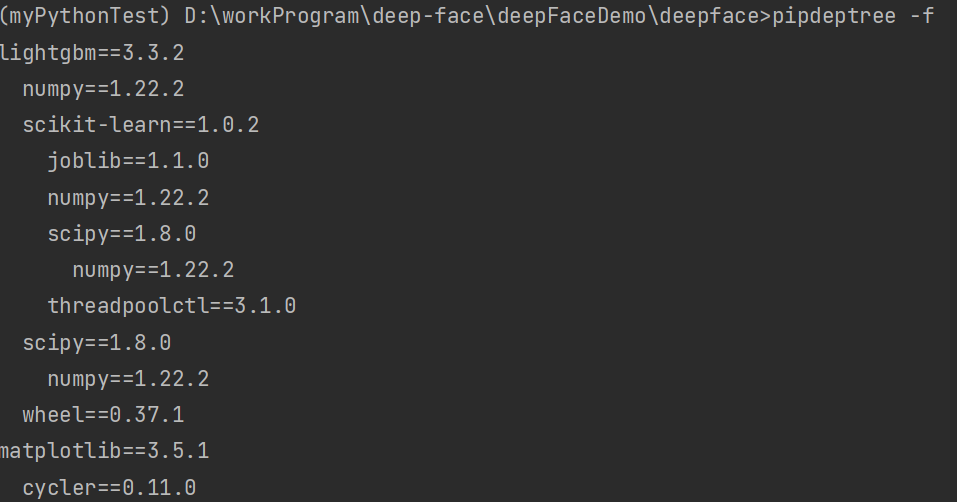 (myPythonTest) D:\workProgram\deep-face\deepFaceDemo\deepface>pipdeptree -f
lightgbm==3.3.2
  numpy==1.22.2
  scikit-learn==1.0.2
    joblib==1.1.0
    numpy==1.22.2
    scipy==1.8.0
      numpy==1.22.2
    threadpoolctl==3.1.0
  scipy==1.8.0
    numpy==1.22.2
  wheel==0.37.1
matplotlib==3.5.1
  cycler==0.11.0